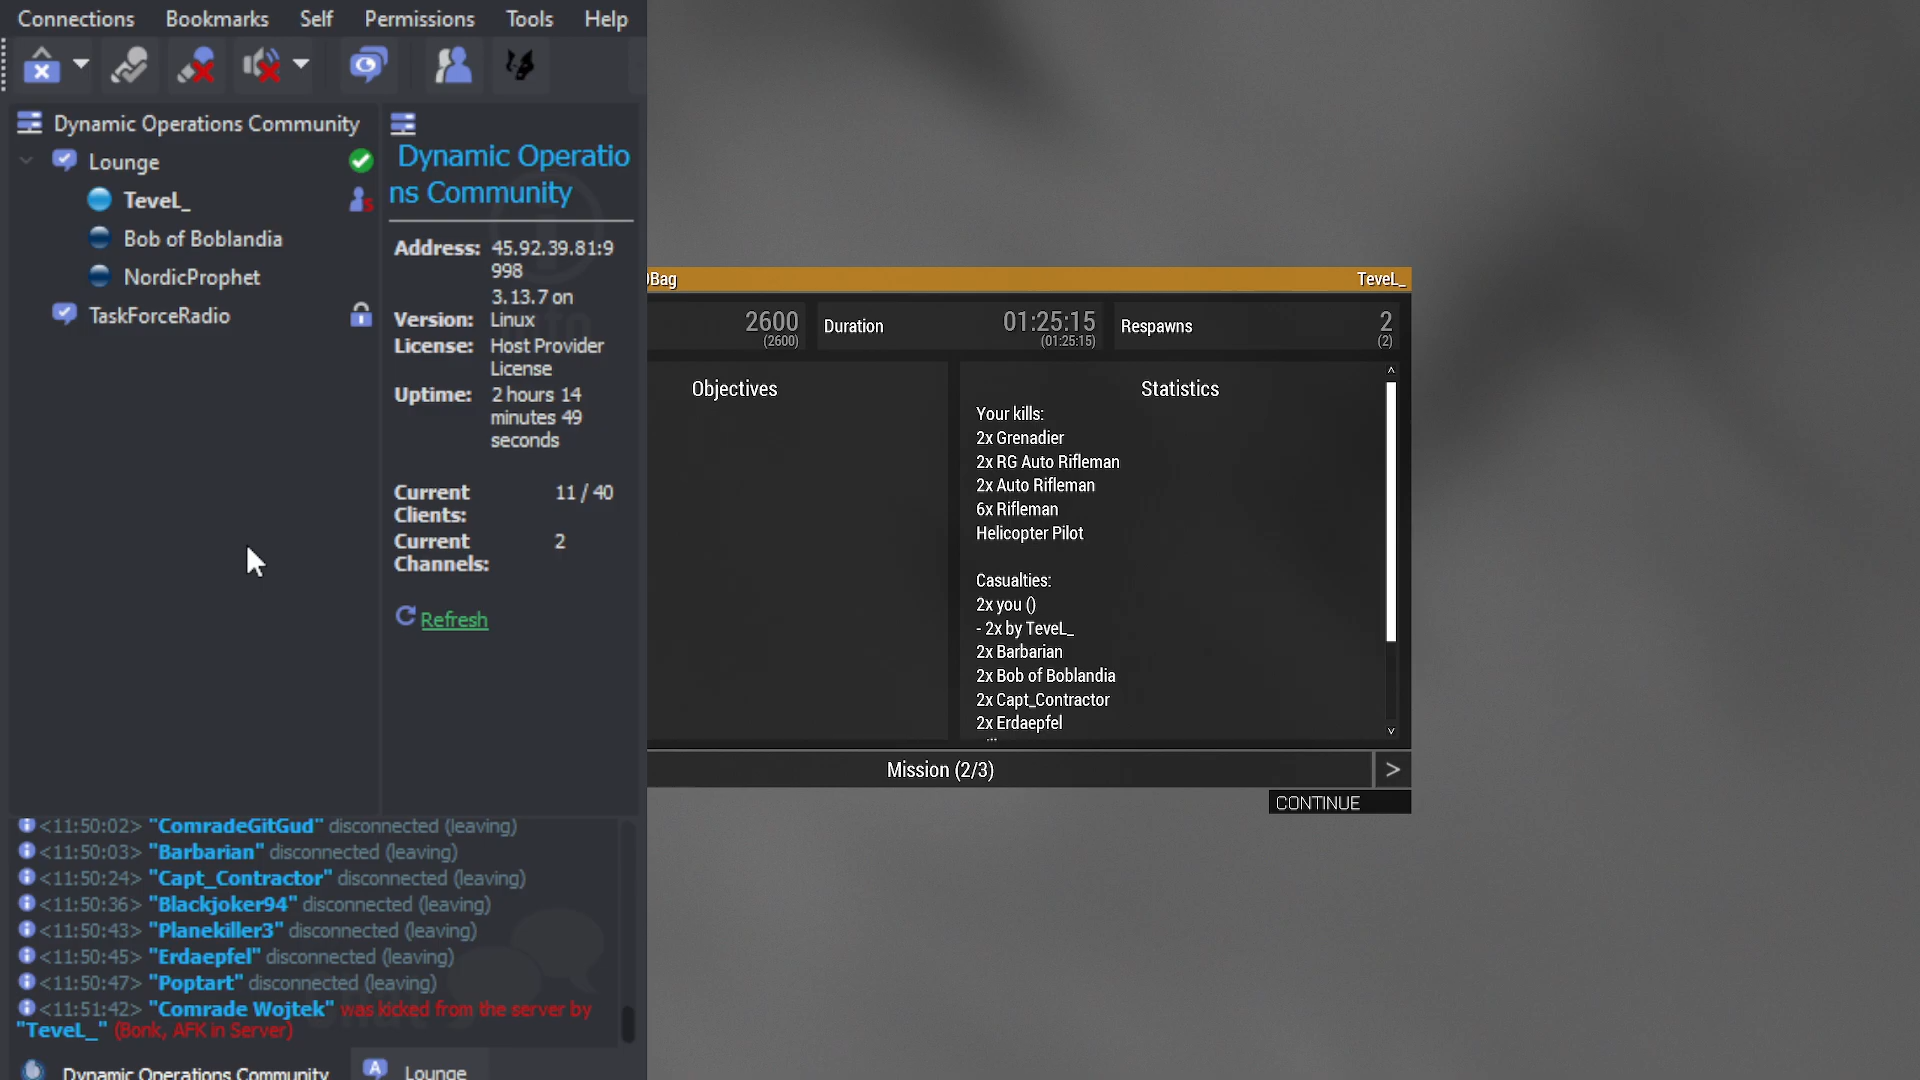 Connections Bookmarks Self Permissions Tools Help
Dynamic Operations Community
Lounge
TeveL_
Bob of Boblandia
NordicProphet
TaskForceRadio
Dynamic Operatio
ns Community
Address: 45.92.39.81:9
998
3.13.7 on
Version: Linux
License: Host Provider
License
Uptime: 2 hours 14
minutes 49
seconds
Current 11 / 40
Clients:
Current 2
Channels:
Refresh
<11:50:02> "ComradeGitGud" disconnected (leaving)
<11:50:03> "Barbarian" disconnected (leaving)
<11:50:24> "Capt_Contractor" disconnected (leaving)
<11:50:36> "Blackjoker94" disconnected (leaving)
<11:50:43> "Planekiller3" disconnected (leaving)
<11:50:45> "Erdaepfel" disconnected (leaving)
<11:50:47> "Poptart" disconnected (leaving)
<11:51:42> "Comrade Wojtek" was kicked from the server by
"TeveL_" (Bonk, AFK in Server)
Dynamic Operations Community Lounge
Bag TeveL_
2600 Duration 01:25:15 Respawns 2
(2600) (01:25:15) (2)
Objectives
Statistics
Your kills:
2x Grenadier
2x RG Auto Rifleman
2x Auto Rifleman
6x Rifleman
Helicopter Pilot
Casualties:
2x you ()
- 2x by TeveL_
2x Barbarian
2x Bob of Boblandia
2x Capt_Contractor
2x Erdaepfel
Mission (2/3) >
CONTINUE